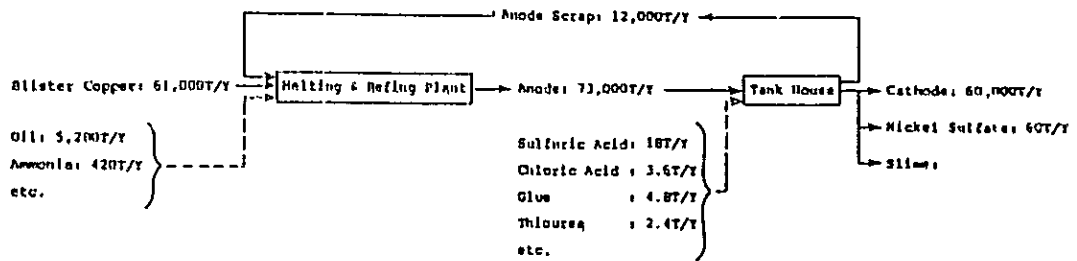 Anode Scrap: 12,000T/Y
Blister Copper: 61,000T/Y
Melting & Refing Plant
Anode: 73,000T/Y
Tank House
Cathode: 60,000T/Y
Oil: 5,200T/Y
Ammonia: 420T/Y
etc.
Sulfuric Acid: 18T/Y
Chloric Acid : 3.6T/Y
Glue : 4.8T/Y
Thiourea : 2.4T/Y
etc.
Nickel Sulfate: 60T/Y
Slime: